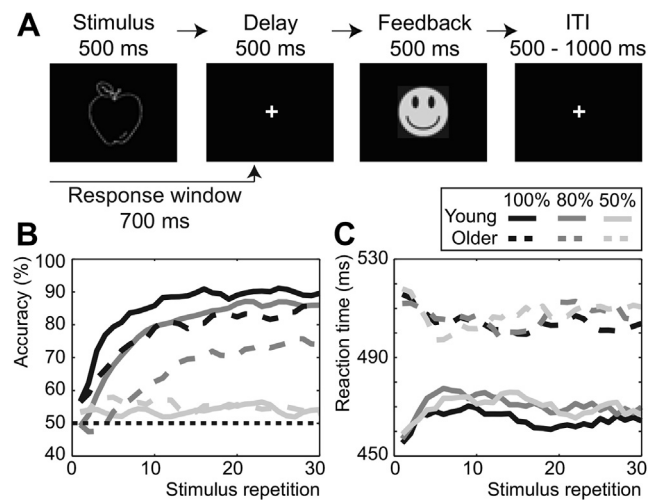 A
Stimulus → Delay → Feedback → ITI
500 ms 500 ms 500 ms 500 - 1000 ms
Response window
700 ms
100% 80% 50%
Young
Older
B
Accuracy (%)
100
90
80
70
60
50
40
0 10 20 30
Stimulus repetition
C
Reaction time (ms)
530
490
450
0 10 20 30
Stimulus repetition